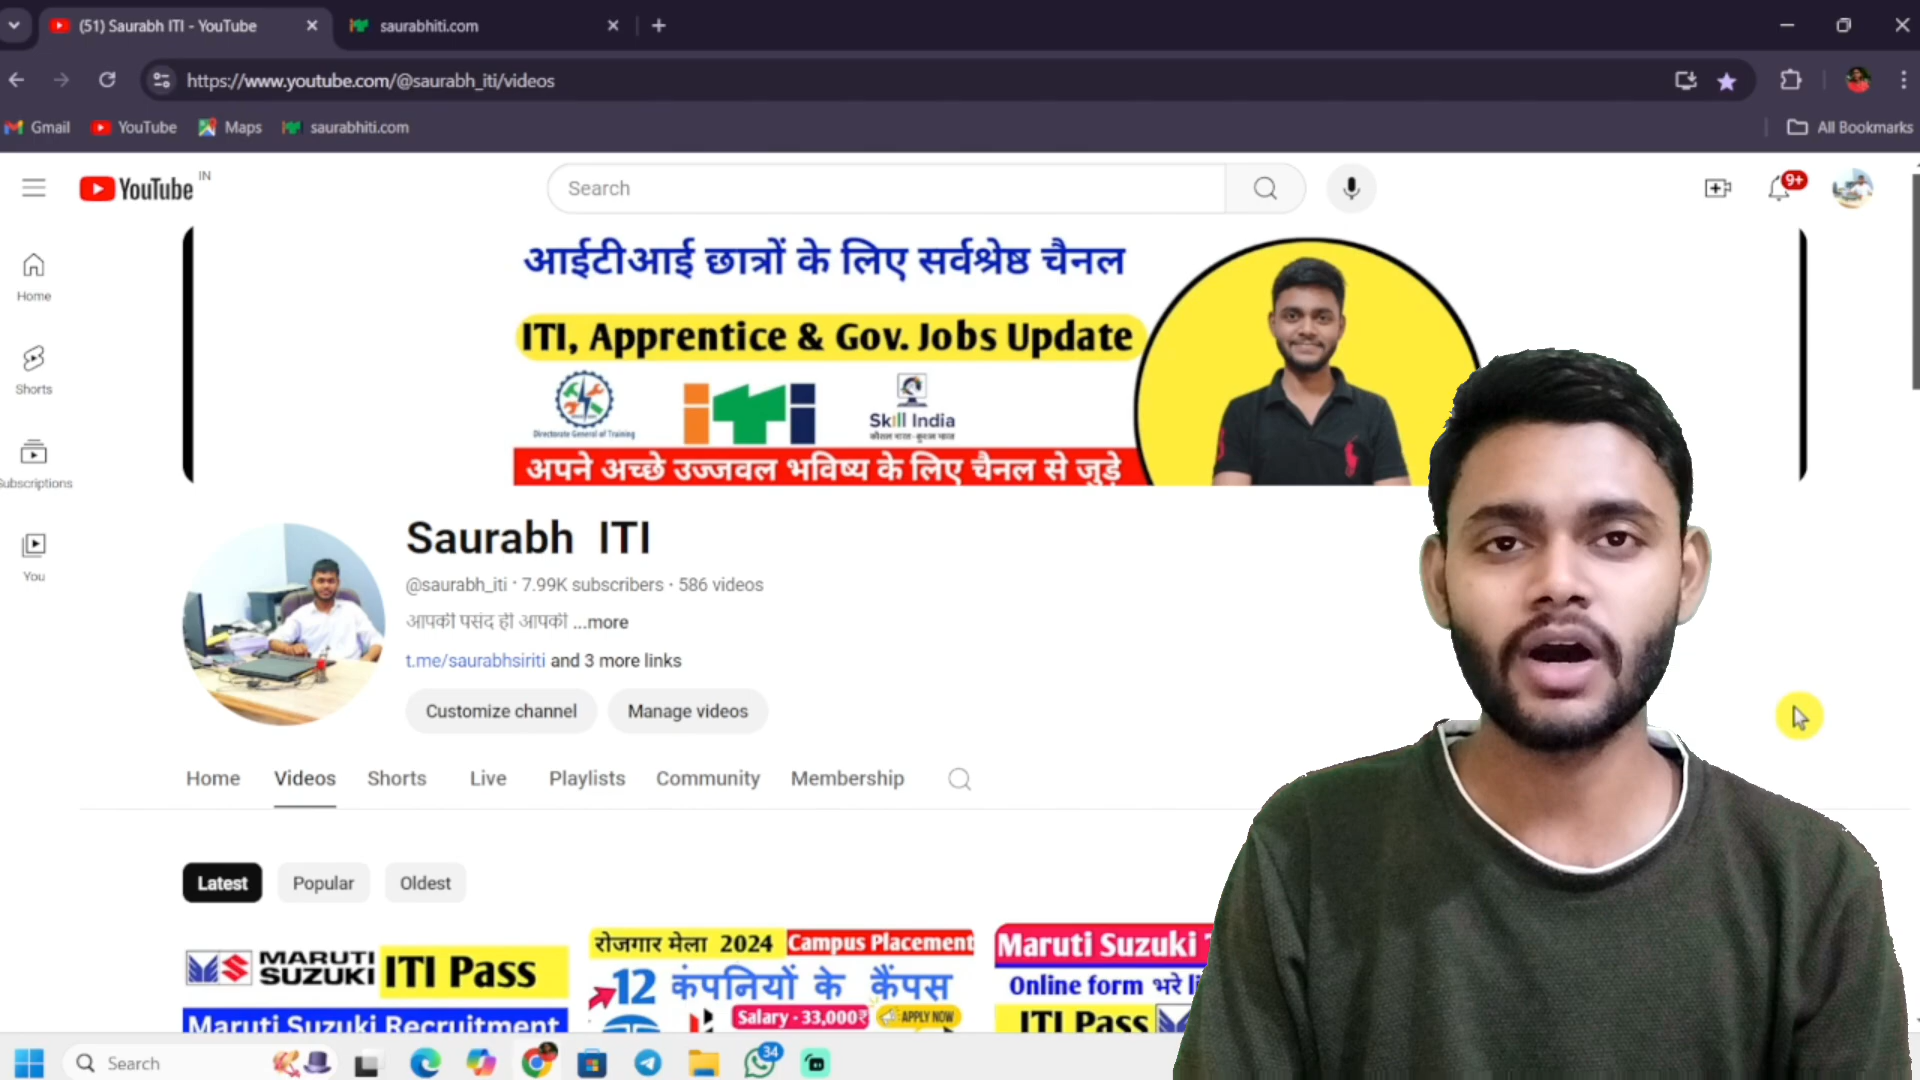 (51) Saurabh ITI - YouTube
saurabhiti.com
https://www.youtube.com/@saurabh_iti/videos
Gmail
YouTube
Maps
saurabhiti.com
All Bookmarks
YouTube IN
Search
9+
आईटीआई छात्रों के लिए सर्वश्रेष्ठ चैनल
ITI, Apprentice & Gov. Jobs Update
Directorate General of Training
iTi
Skill India
कौशल भारत-कुशल भारत
अपने अच्छे उज्जवल भविष्य के लिए चैनल से जुड़े
Home
Shorts
Subscriptions
You
Saurabh ITI
@saurabh_iti · 7.99K subscribers · 586 videos
आपकी पसंद ही आपकी ...more
t.me/saurabhsiriti and 3 more links
Customize channel
Manage videos
Home
Videos
Shorts
Live
Playlists
Community
Membership
Latest
Popular
Oldest
MARUTI
SUZUKI
ITI Pass
Maruti Suzuki Recruitment
रोजगार मेला 2024 Campus Placement
12 कंपनियों के कैंपस
Salary - 33,000₹
APPLY NOW
Maruti Suzuki
Online form भरे
ITI Pass
Search
34